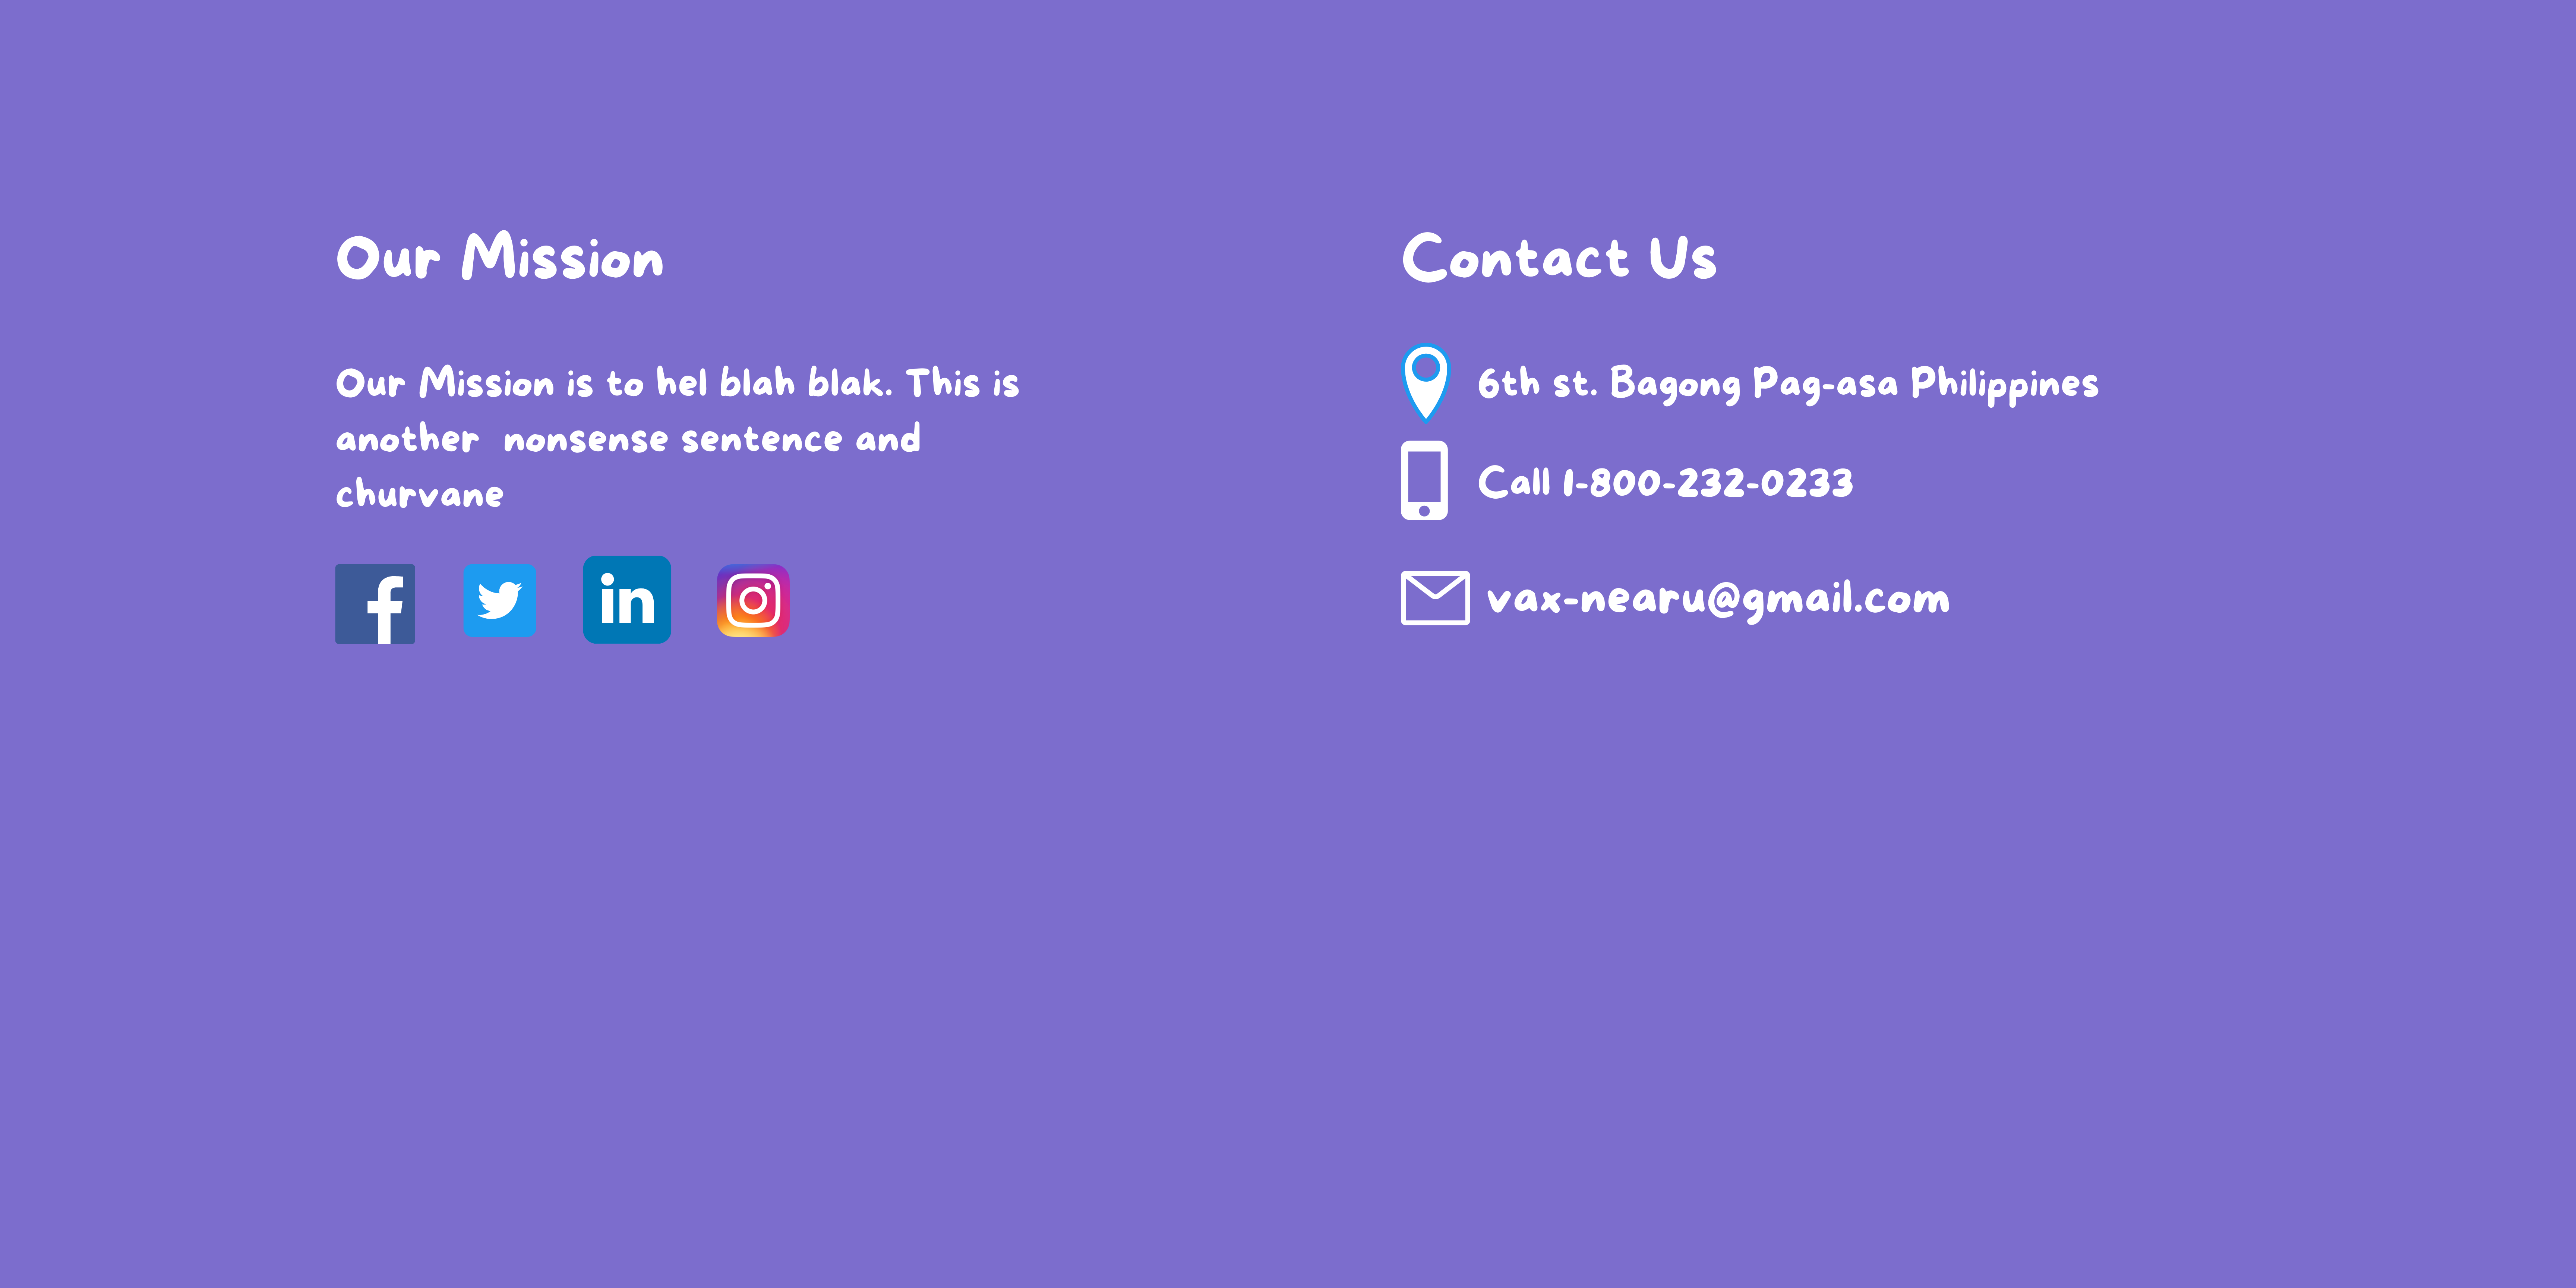 Our Mission
Our Mission is to hel blah blak. This is
another  nonsense sentence and
churvane
f
in
Contact Us
6th st. Bagong Pag-asa Philippines
Call 1-800-232-0233
vax-nearu@gmail.com